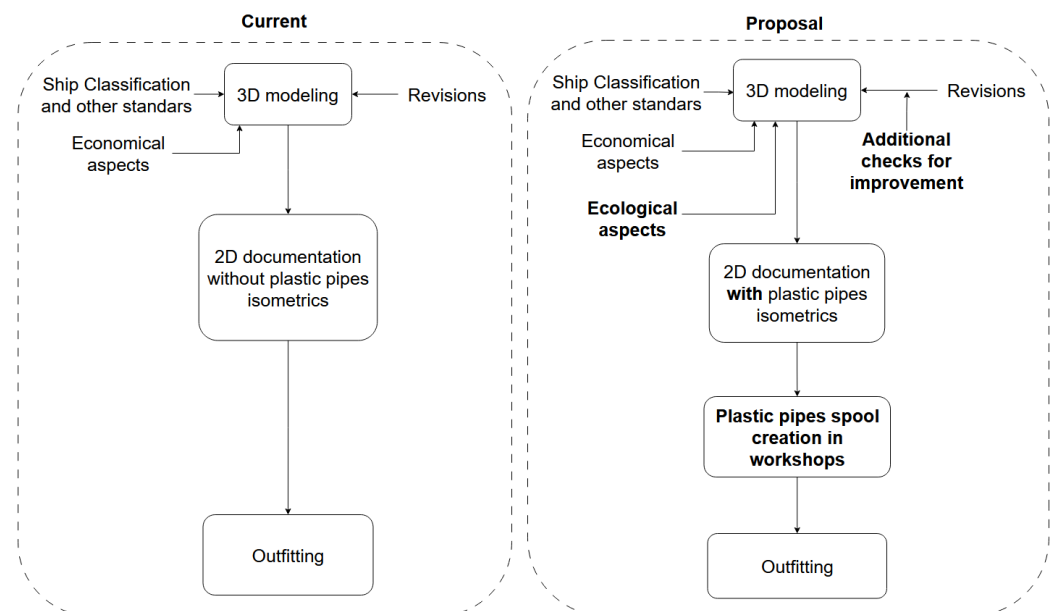 Current
Ship Classification
and other standars
3D modeling
Revisions
Economical
aspects
2D documentation
without plastic pipes
isometrics
Outfitting
Proposal
Ship Classification
and other standars
3D modeling
Revisions
Economical
aspects
Additional
checks for
improvement
Ecological
aspects
2D documentation
with plastic pipes
isometrics
Plastic pipes spool
creation in
workshops
Outfitting